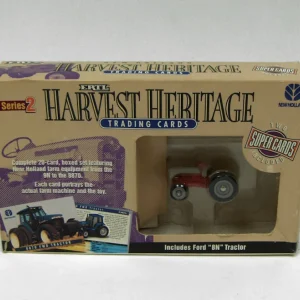 ERTL
Series 2
HARVEST HERITAGE
TRADING CARDS
NEW HOLLAND
SUPER CARDS
Complete 20-card, boxed set featuring
New Holland farm equipment from the
9N to the 8870.
Each card portrays the
actual farm machine and the toy.
Includes Ford "8N" Tractor